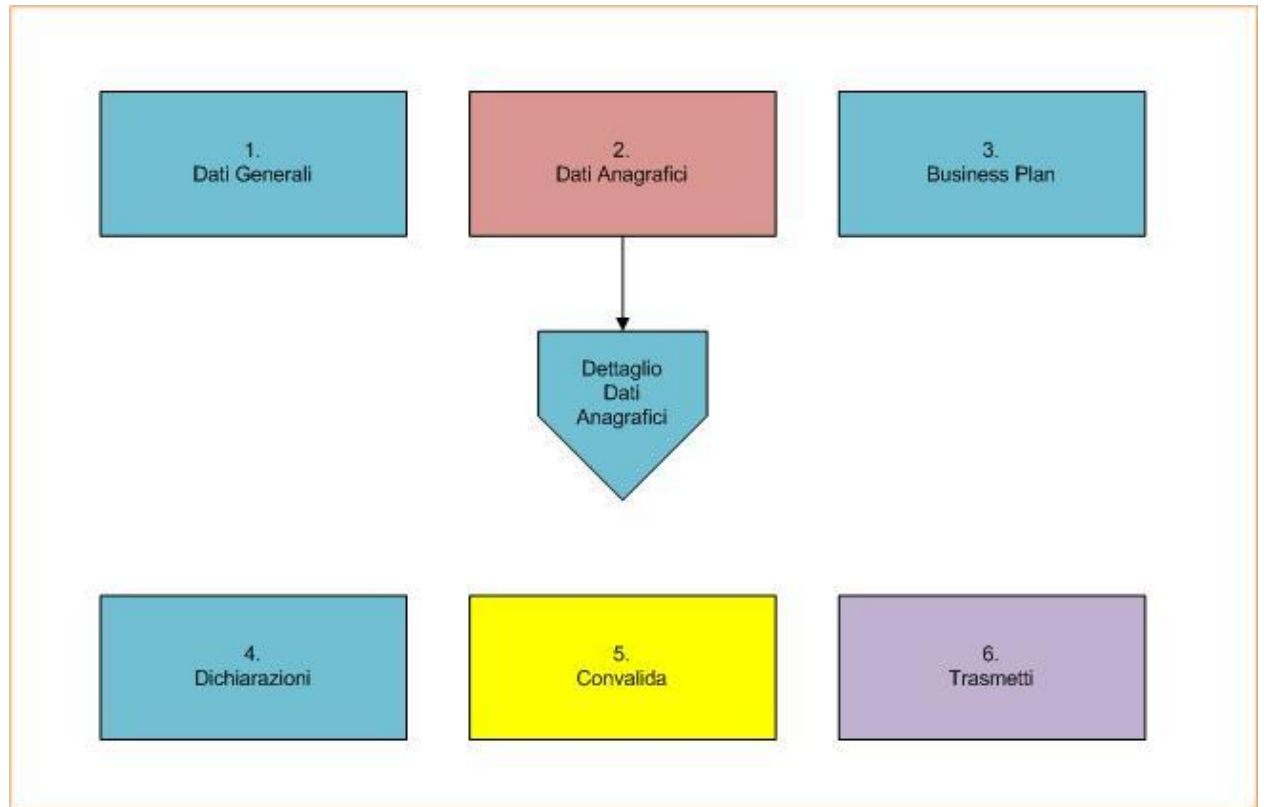 1.
Dati Generali
2.
Dati Anagrafici
3.
Business Plan
Dettaglio
Dati
Anagrafici
4.
Dichiarazioni
5.
Convalida
6.
Trasmetti